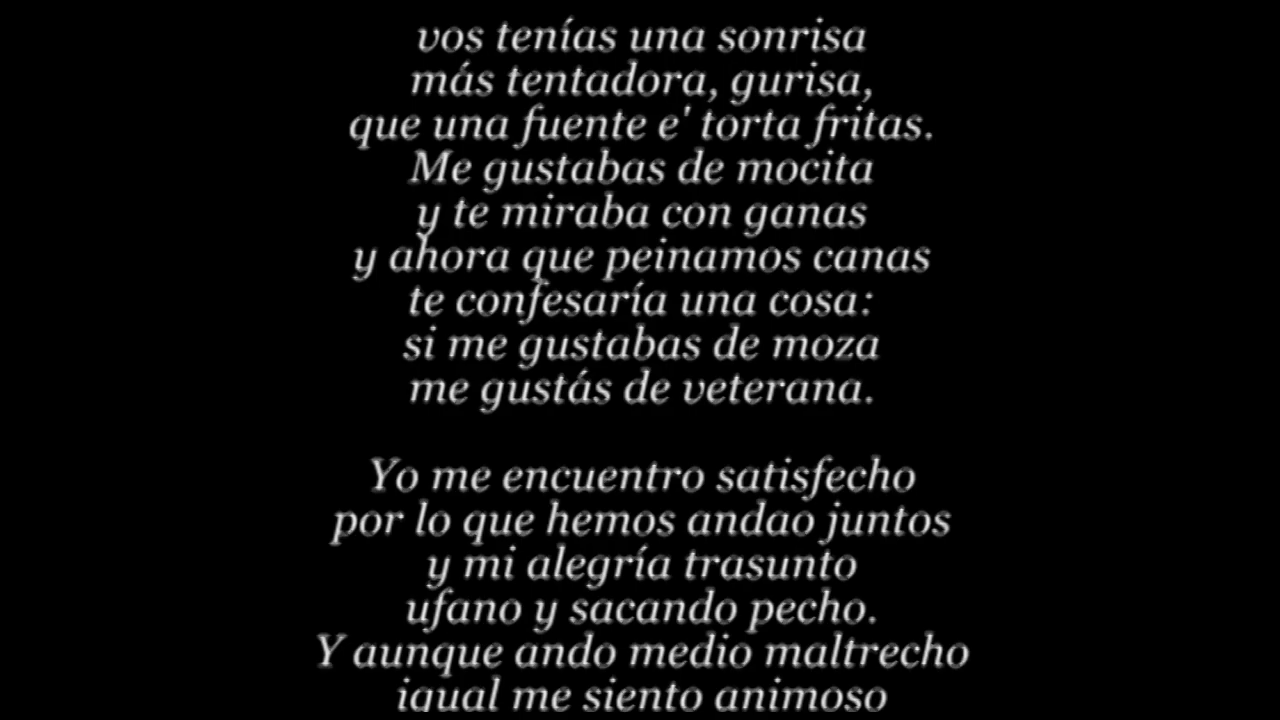 vos tenías una sonrisa
más tentadora, gurisa,
que una fuente e' torta fritas.
Me gustabas de mocita
y te miraba con ganas
y ahora que peinamos canas
te confesaría una cosa:
si me gustabas de moza
me gustás de veterana.

Yo me encuentro satisfecho
por lo que hemos andao juntos
y mi alegría trasunto
ufano y sacando pecho.
Y aunque ando medio maltrecho
igual me siento animoso